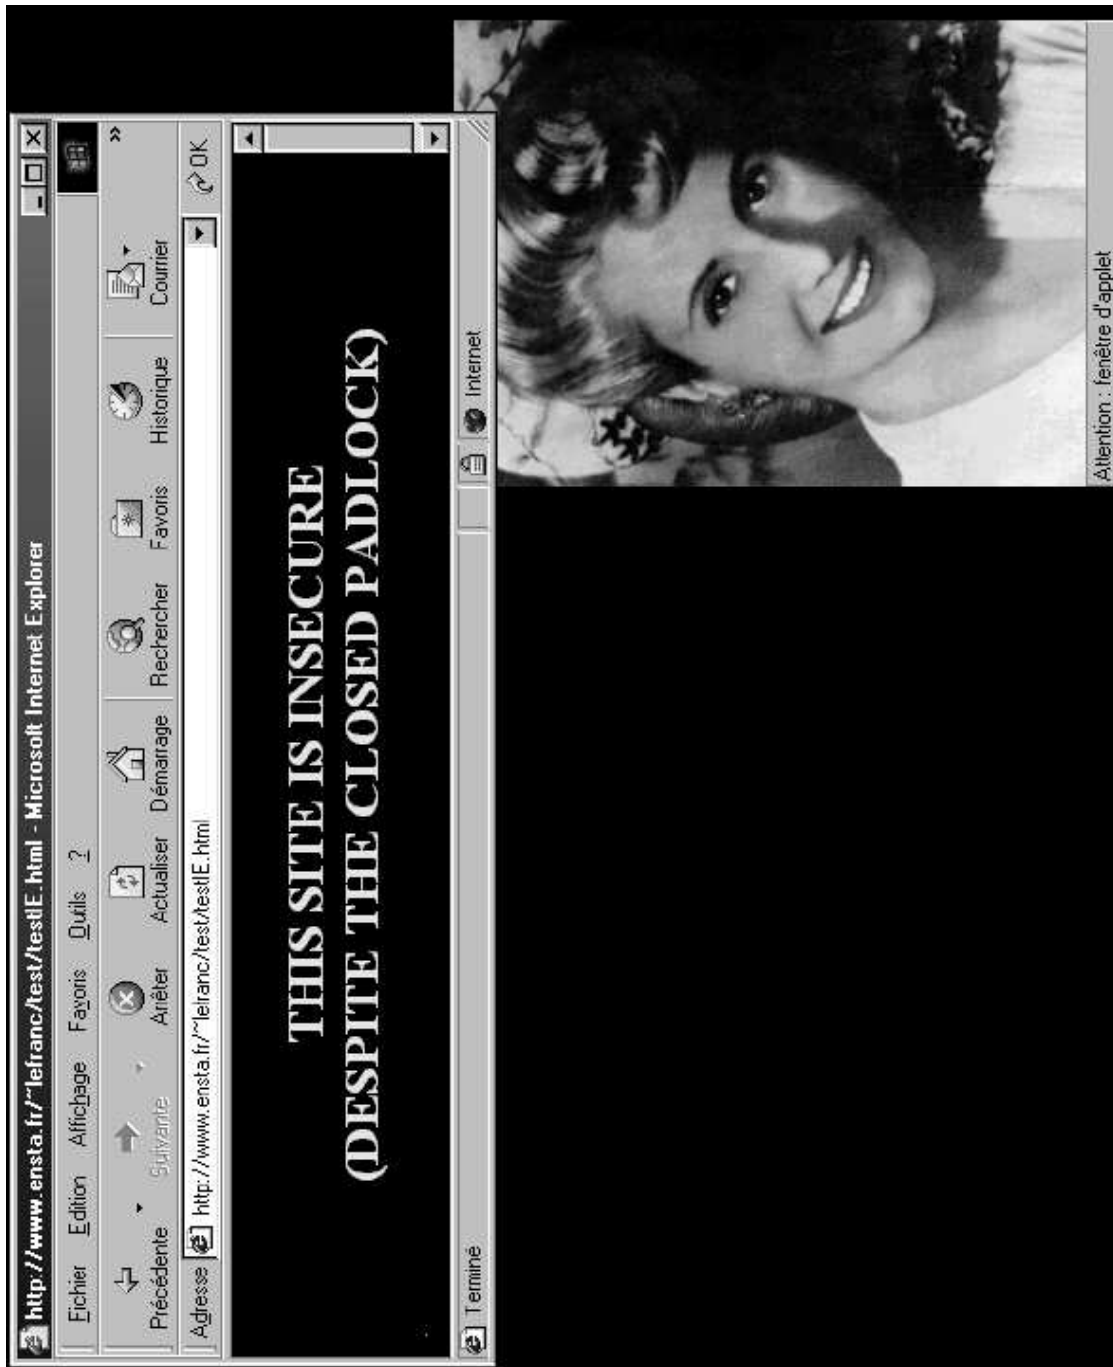 http://www.ensta.fr/~lefranc/test/testIE.html - Microsoft Internet Explorer
Fichier Edition Affichage Favoris Outils ?
Précédente Suivante Arrêter Actualiser Démarrage Rechercher Favoris Historique Courrier »
Adresse http://www.ensta.fr/~lefranc/test/testIE.html OK
THIS SITE IS INSECURE
(DESPITE THE CLOSED PADLOCK)
Terminé Internet
Attention : fenêtre d'applet